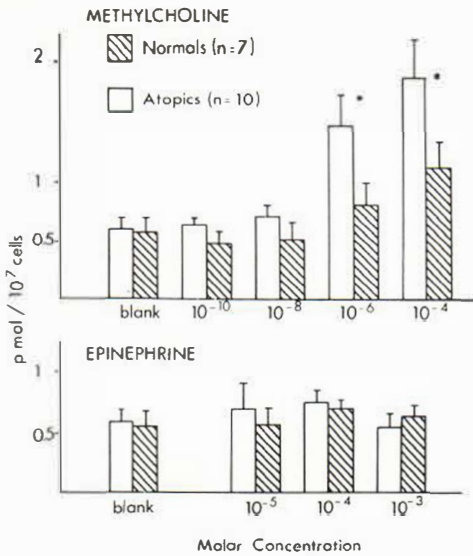 METHYLCHOLINE
Normals (n=7)
Atopics (n=10)
2
1
0.5
p mol / 10⁷ cells
blank 10⁻¹⁰ 10⁻⁸ 10⁻⁶ 10⁻⁴
* *
EPINEPHRINE
1
0.5
blank 10⁻⁵ 10⁻⁴ 10⁻³
Molar Concentration